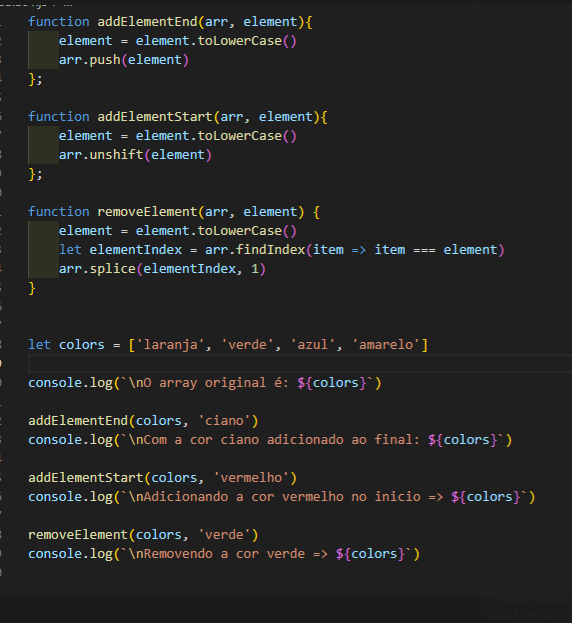 function addElementEnd(arr, element){
    element = element.toLowerCase()
    arr.push(element)
};

function addElementStart(arr, element){
    element = element.toLowerCase()
    arr.unshift(element)
};

function removeElement(arr, element) {
    element = element.toLowerCase()
    let elementIndex = arr.findIndex(item => item === element)
    arr.splice(elementIndex, 1)
}

let colors = ['laranja', 'verde', 'azul', 'amarelo']

console.log(`\nO array original é: ${colors}`)

addElementEnd(colors, 'ciano')
console.log(`\nCom a cor ciano adicionado ao final: ${colors}`)

addElementStart(colors, 'vermelho')
console.log(`\nAdicionando a cor vermelho no inicio => ${colors}`)

removeElement(colors, 'verde')
console.log(`\nRemovendo a cor verde => ${colors}`)